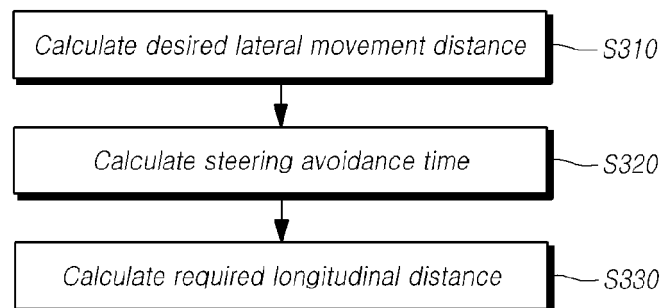 Calculate desired lateral movement distance S310
Calculate steering avoidance time S320
Calculate required longitudinal distance S330